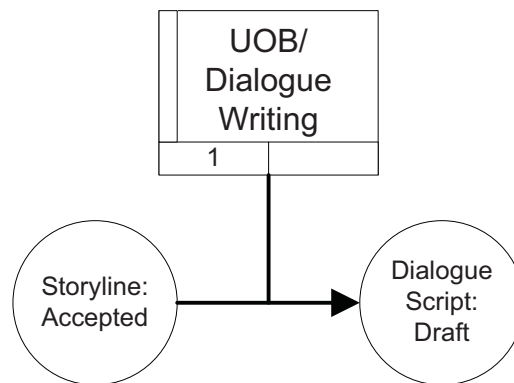 UOB/
Dialogue
Writing
1
Storyline:
Accepted
Dialogue
Script:
Draft